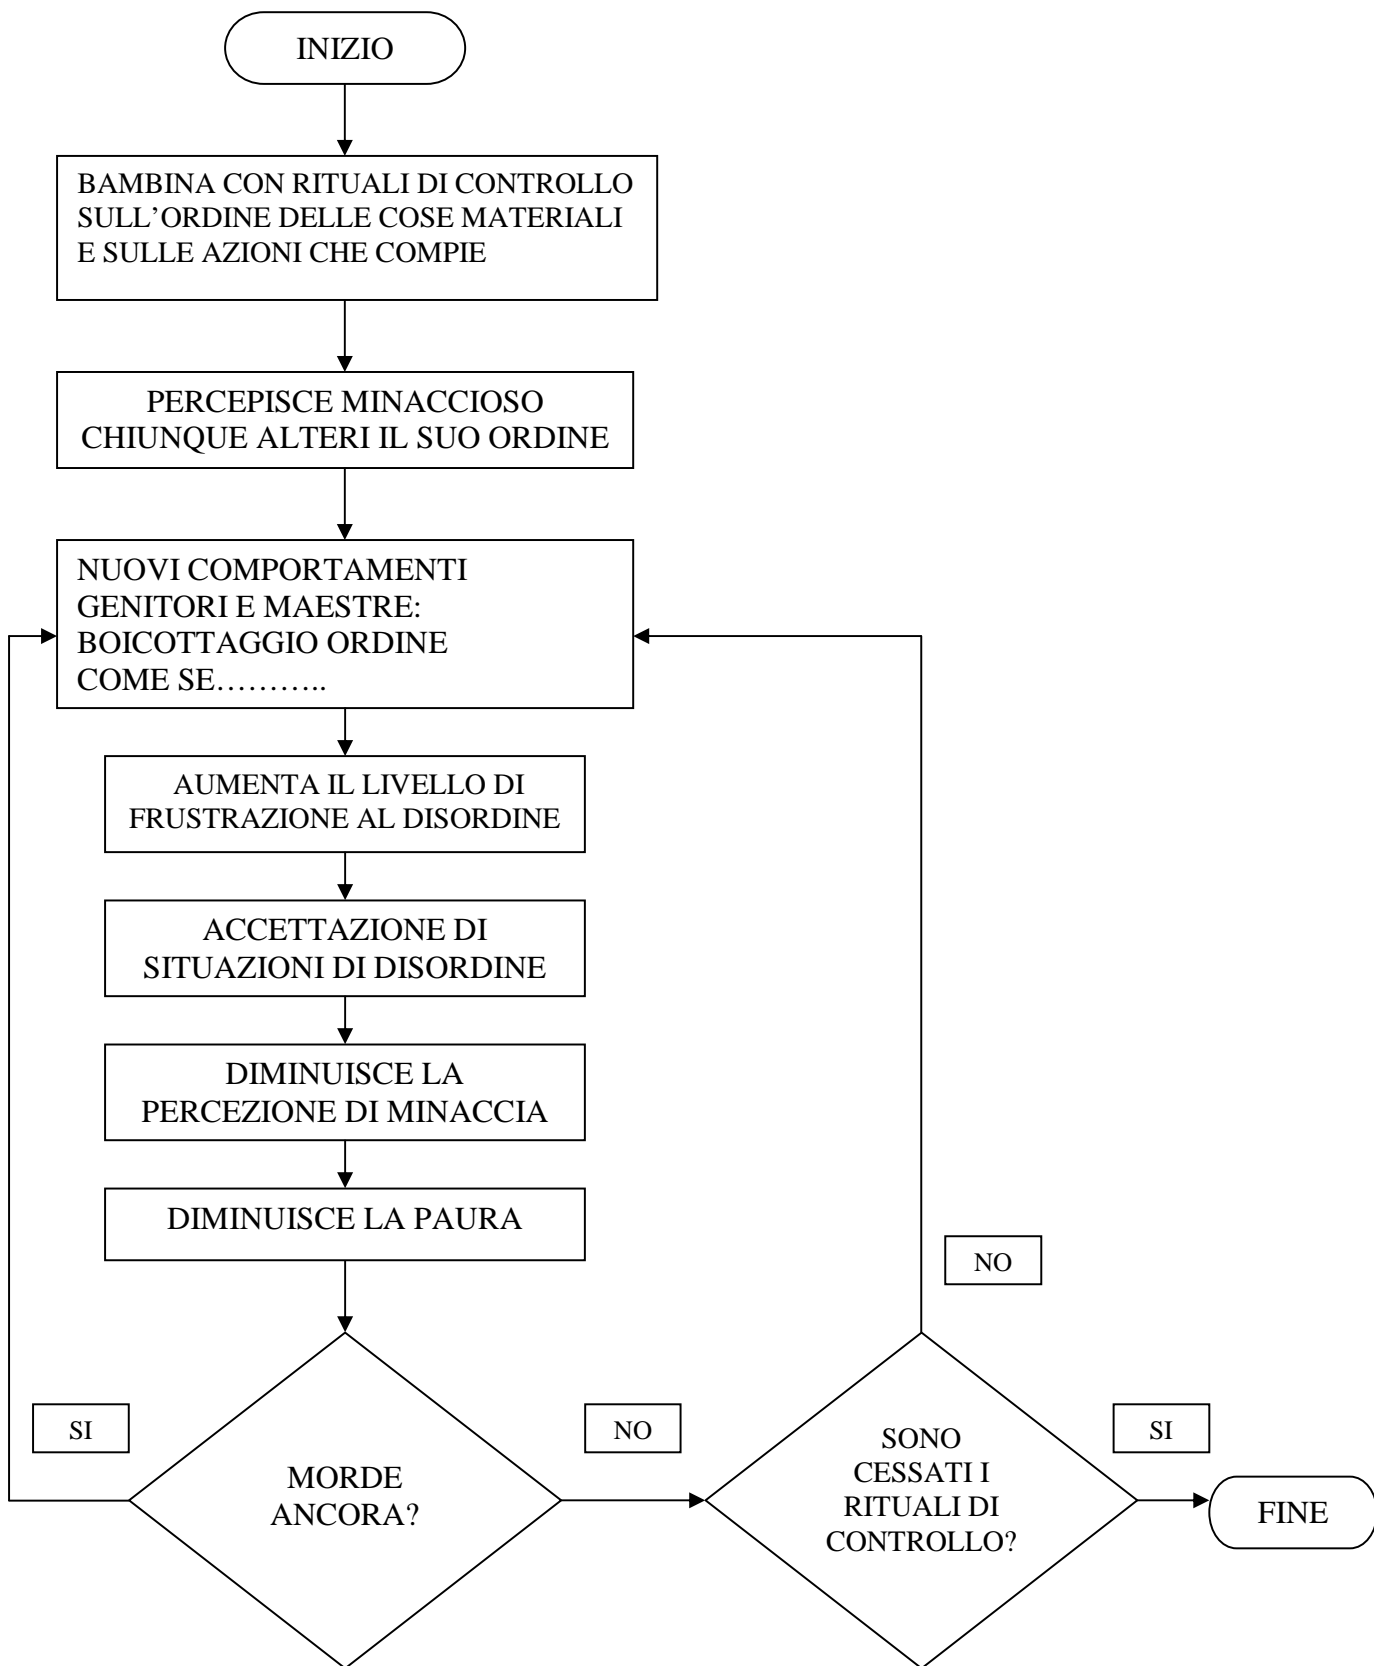 INIZIO
BAMBINA CON RITUALI DI CONTROLLO
SULL’ORDINE DELLE COSE MATERIALI
E SULLE AZIONI CHE COMPIE
PERCEPISCE MINACCIOSO
CHIUNQUE ALTERI IL SUO ORDINE
NUOVI COMPORTAMENTI
GENITORI E MAESTRE:
BOICOTTAGGIO ORDINE
COME SE………..
AUMENTA IL LIVELLO DI
FRUSTRAZIONE AL DISORDINE
ACCETTAZIONE DI
SITUAZIONI DI DISORDINE
DIMINUISCE LA
PERCEZIONE DI MINACCIA
DIMINUISCE LA PAURA
NO
SI
NO
SI
MORDE
ANCORA?
SONO
CESSATI I
RITUALI DI
CONTROLLO?
FINE